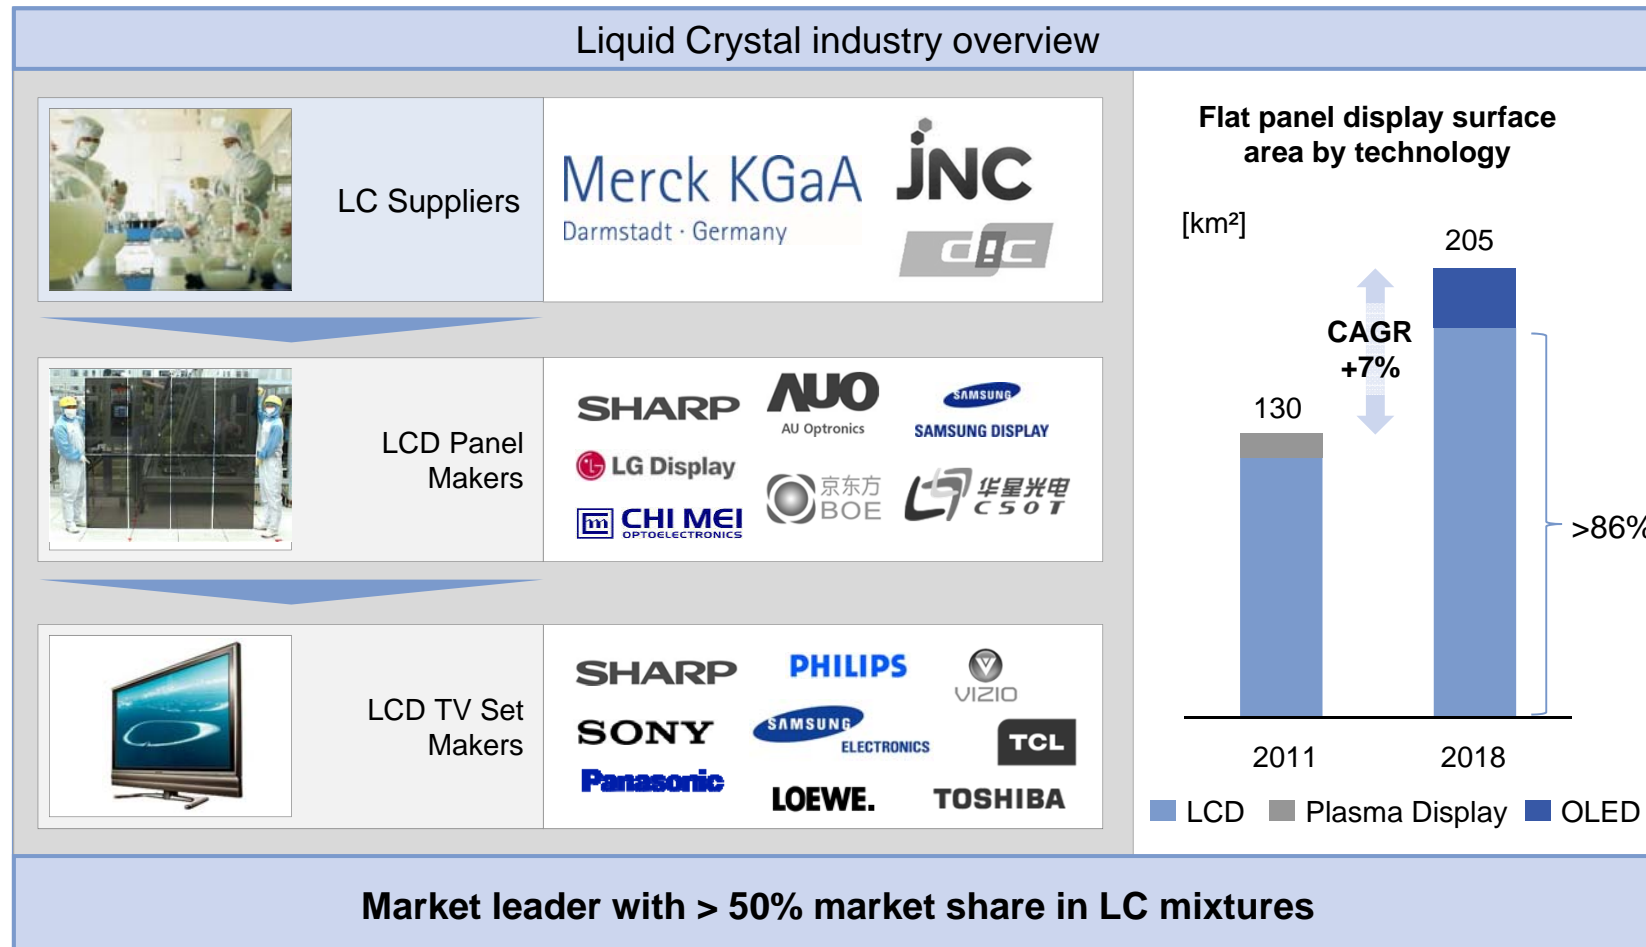 Liquid Crystal industry overview
LC Suppliers
Merck KGaA
Darmstadt · Germany
JNC
dic
LCD Panel
Makers
SHARP
AUO
AU Optronics
SAMSUNG
SAMSUNG DISPLAY
LG
LG Display
京东方
BOE
华星光电
CSOT
m
CHI MEI
OPTOELECTRONICS
LCD TV Set
Makers
SHARP
PHILIPS
V
VIZIO
SONY
SAMSUNG
ELECTRONICS
TCL
Panasonic
LOEWE.
TOSHIBA
Flat panel display surface
area by technology
[km²]
205
CAGR
+7%
130
>86%
2011
2018
LCD
Plasma Display
OLED
Market leader with > 50% market share in LC mixtures